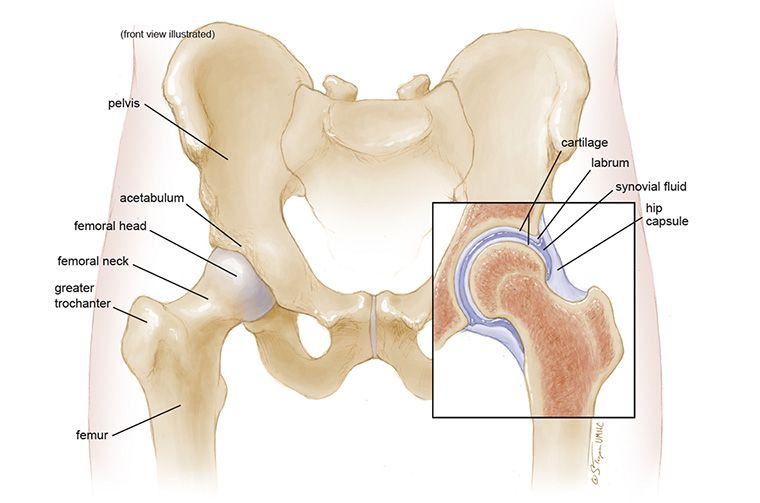 (front view illustrated)
pelvis
cartilage
labrum
acetabulum
synovial fluid
hip
capsule
femoral head
femoral neck
greater
trochanter
femur